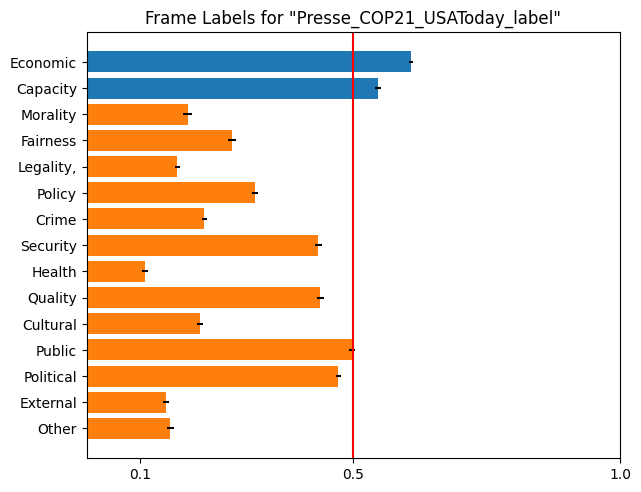 Frame Labels for "Presse_COP21_USAToday_label"
Economic
Capacity
Morality
Fairness
Legality,
Policy
Crime
Security
Health
Quality
Cultural
Public
Political
External
Other
0.1 0.5 1.0